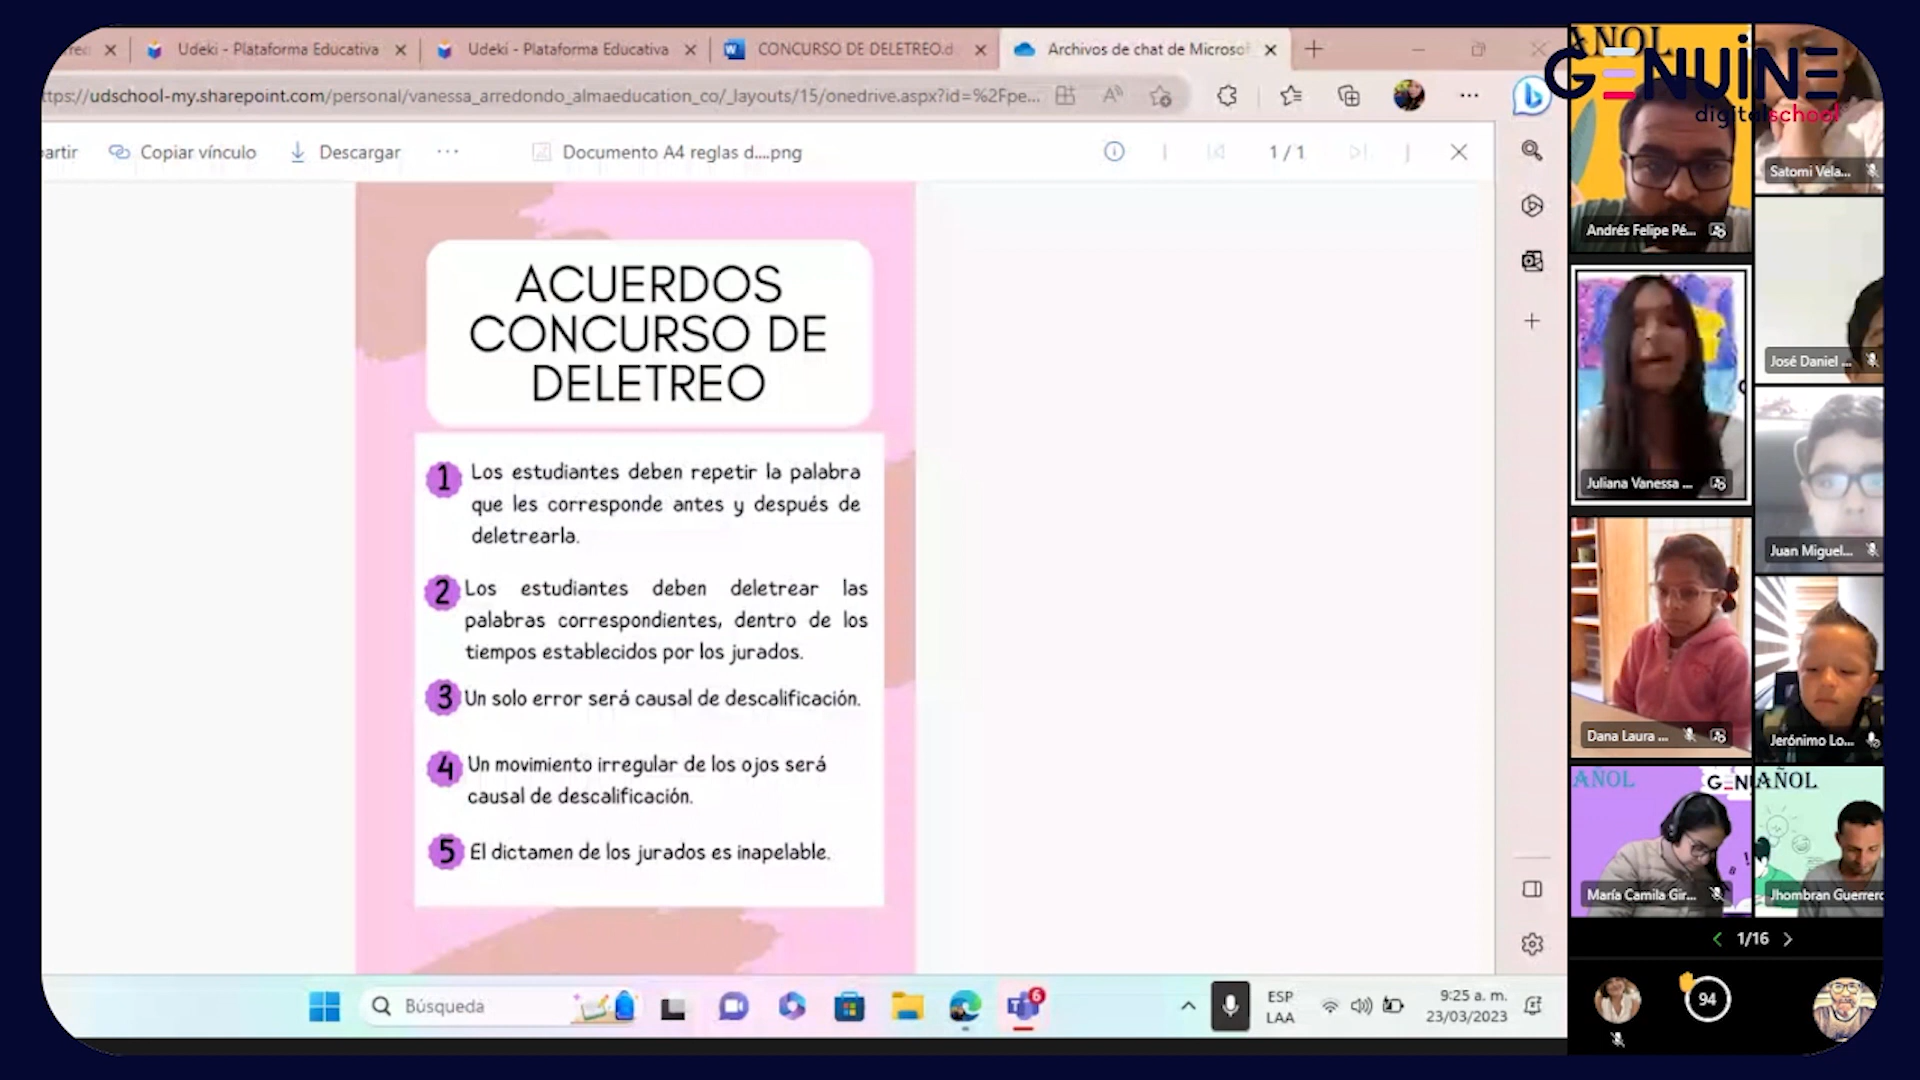 Udeki - Plataforma Educativa
Udeki - Plataforma Educativa
CONCURSO DE DELETREO.d
Archivos de chat de Microsof
ttps://udschool-my.sharepoint.com/personal/vanessa_arredondo_almaeducation_co/_layouts/15/onedrive.aspx?id=%2Fpe...
artir
Copiar vínculo
Descargar
Documento A4 reglas d....png
1 / 1
ACUERDOS
CONCURSO DE
DELETREO
1 Los estudiantes deben repetir la palabra
que les corresponde antes y después de
deletrearla.
2 Los estudiantes deben deletrear las
palabras correspondientes, dentro de los
tiempos establecidos por los jurados.
3 Un solo error será causal de descalificación.
4 Un movimiento irregular de los ojos será
causal de descalificación.
5 El dictamen de los jurados es inapelable.
Búsqueda
6
ESP
LAA
9:25 a. m.
23/03/2023
AÑOL
GENUINE
digitalschool
Andrés Felipe Pé...
Satomi Vela...
Juliana Vanessa ...
José Daniel ...
Juan Miguel...
Dana Laura ...
Jerónimo Lo...
AÑOL
GEN
AÑOL
María Camila Gir...
Jhombran Guerrero
1/16
94